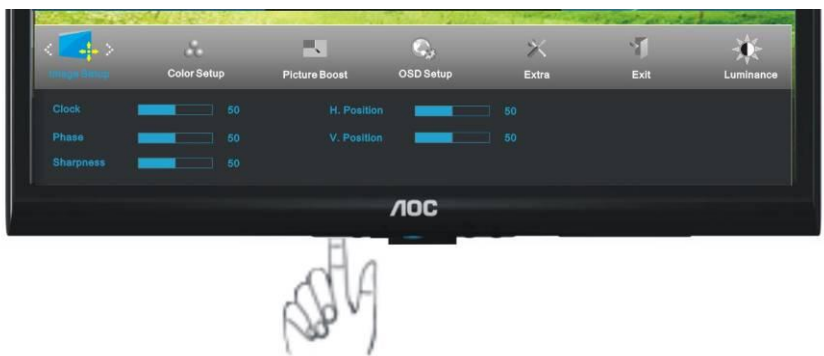 Image Setup Color Setup Picture Boost OSD Setup Extra Exit Luminance
Clock 50 H. Position 50
Phase 50 V. Position 50
Sharpness 50
AOC